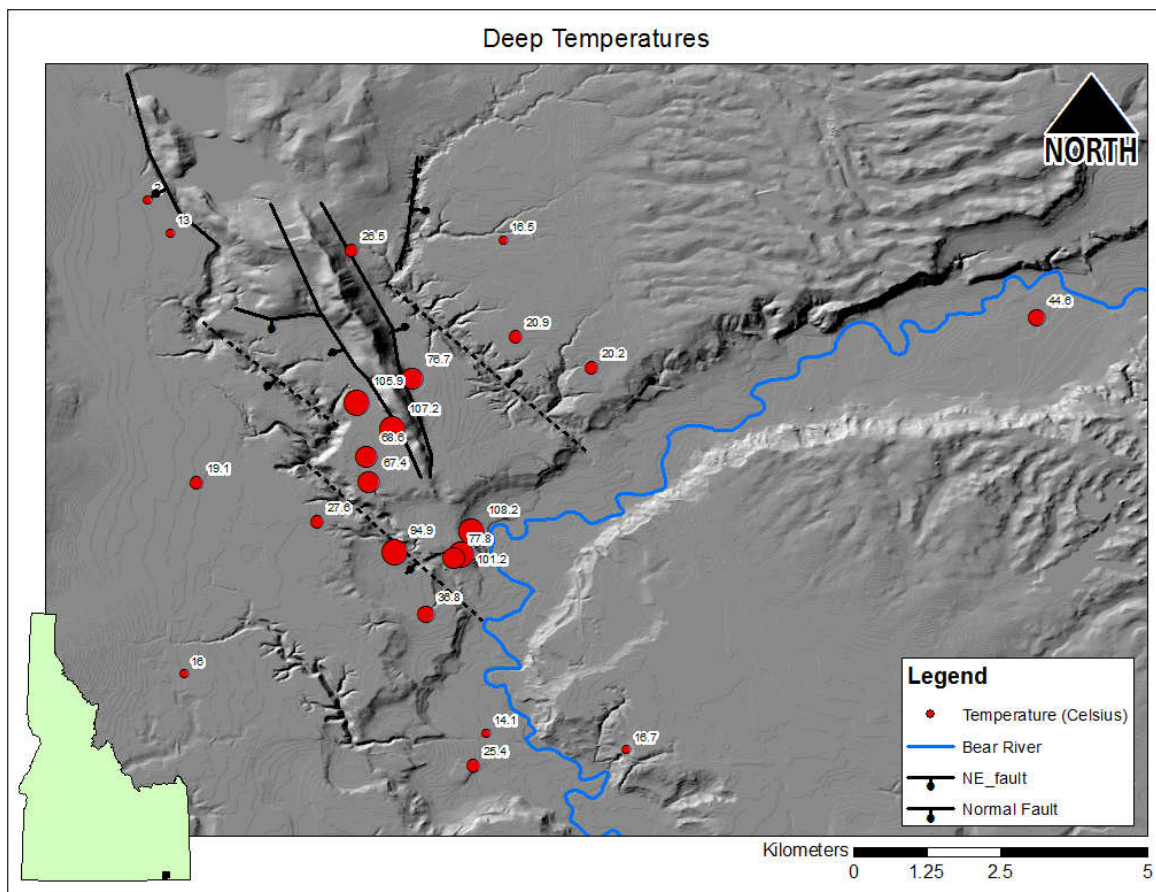 Deep Temperatures
NORTH
13
26.5
16.5
44.6
20.9
20.2
76.7
105.9
107.2
68.6
67.4
19.1
27.6
108.2
94.9
77.8
101.2
36.8
16
14.1
25.4
16.7
Legend
Temperature (Celsius)
Bear River
NE_fault
Normal Fault
Kilometers
0 1.25 2.5 5